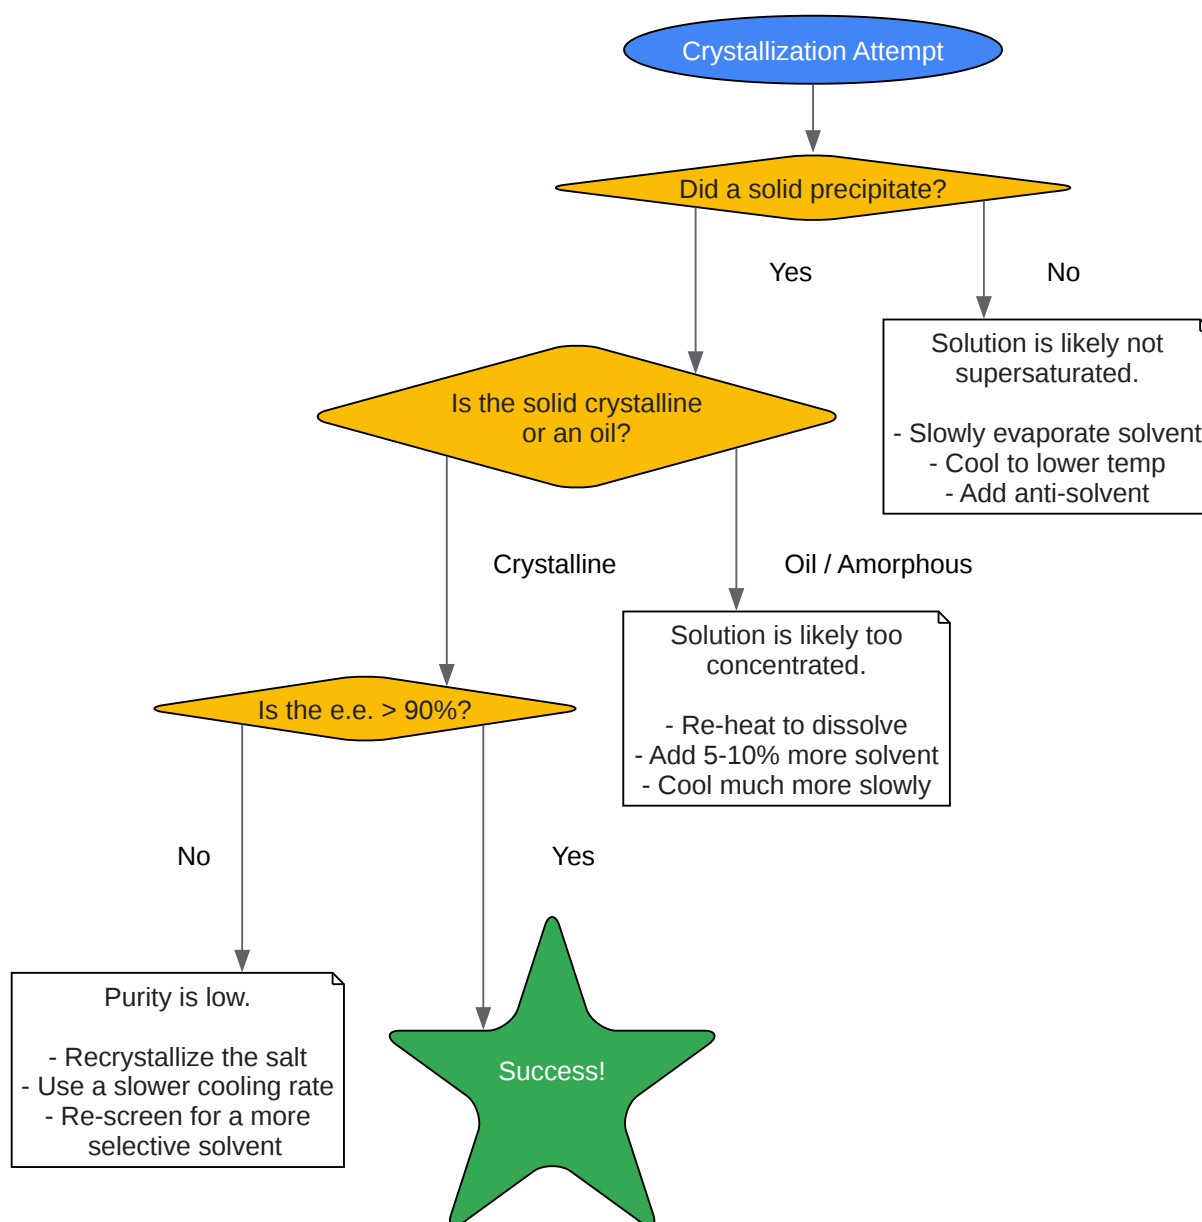 Crystallization Attempt
Did a solid precipitate?
Yes
No
Solution is likely not
supersaturated.
- Slowly evaporate solvent
- Cool to lower temp
- Add anti-solvent
Is the solid crystalline
or an oil?
Crystalline
Oil / Amorphous
Solution is likely too
concentrated.
- Re-heat to dissolve
- Add 5-10% more solvent
- Cool much more slowly
Is the e.e. > 90%?
No
Yes
Purity is low.
- Recrystallize the salt
- Use a slower cooling rate
- Re-screen for a more
selective solvent
Success!